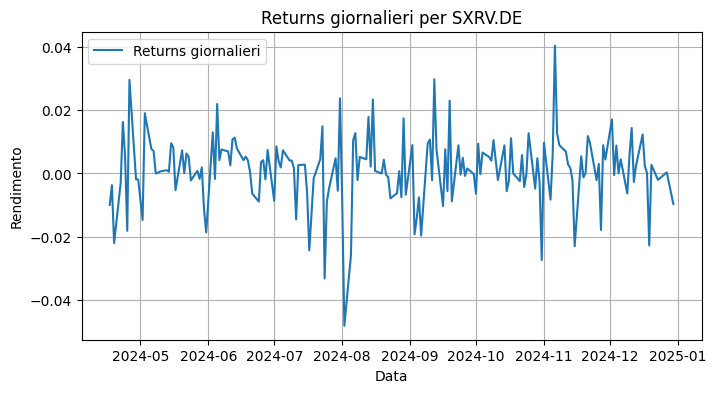 Returns giornalieri per SXRV.DE
Returns giornalieri
0.04
0.02
0.00
−0.02
−0.04
Rendimento
2024-05 2024-06 2024-07 2024-08 2024-09 2024-10 2024-11 2024-12 2025-01
Data